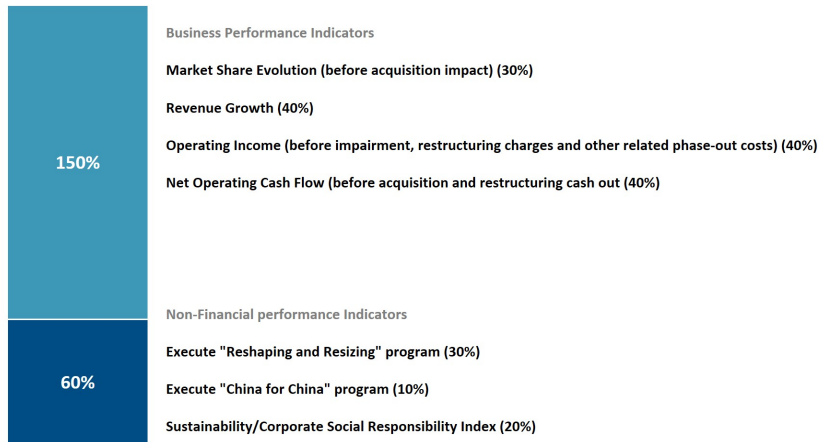 Business Performance Indicators
Market Share Evolution (before acquisition impact) (30%)
Revenue Growth (40%)
Operating Income (before impairment, restructuring charges and other related phase-out costs) (40%)
150%
Net Operating Cash Flow (before acquisition and restructuring cash out (40%)
Non-Financial performance Indicators
Execute "Reshaping and Resizing" program (30%)
60%
Execute "China for China" program (10%)
Sustainability/Corporate Social Responsibility Index (20%)